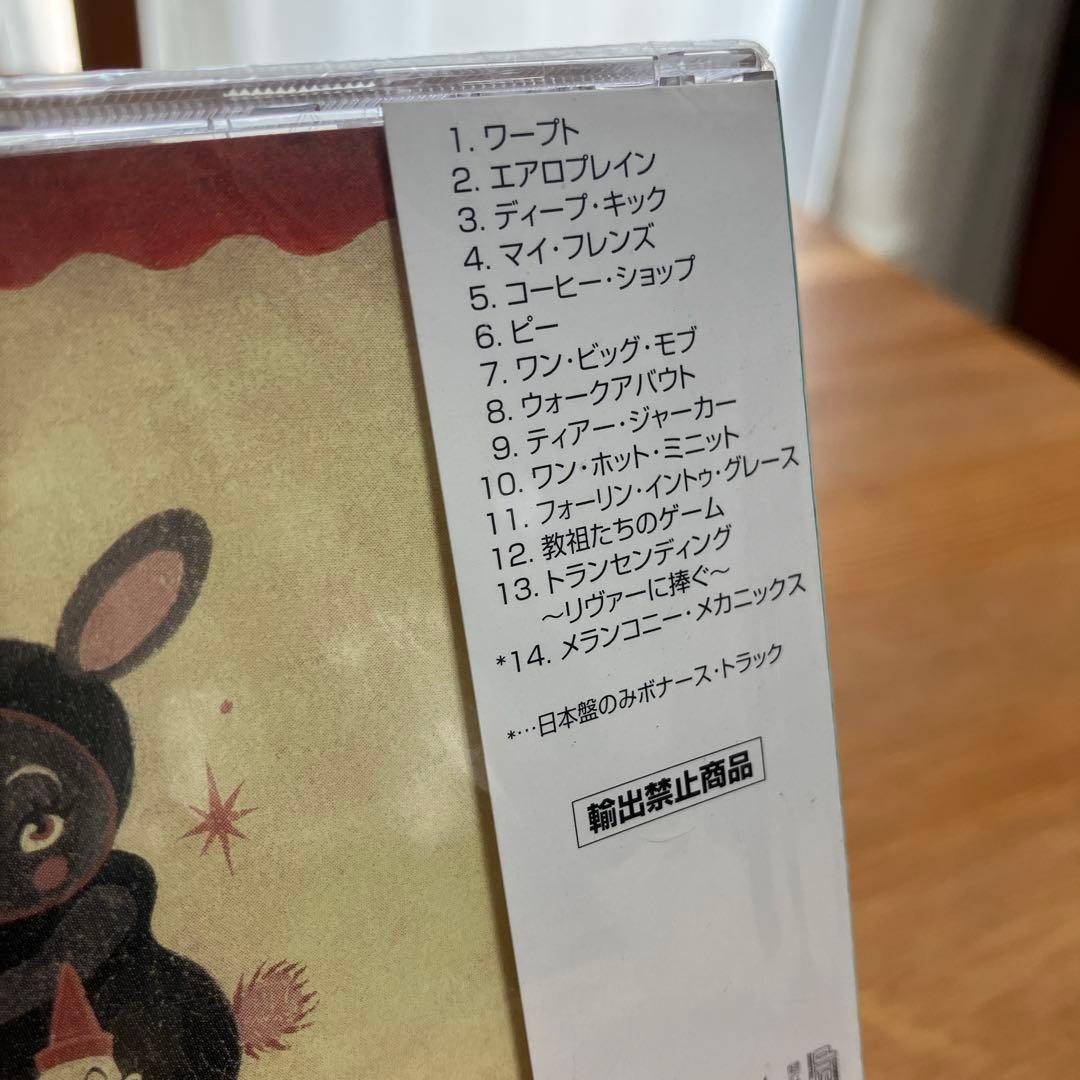 1. ワープト
2. エアロプレイン
3. ディープ・キック
4. マイ・フレンズ
5. コーヒー・ショップ
6. ピー
7. ワン・ビッグ・モブ
8. ウォークアバウト
9. ティアー・ジャーカー
10. ワン・ホット・ミニット
11. フォーリン・イントゥ・グレース
12. 教祖たちのゲーム
13. トランセンディング
～リヴァーに捧ぐ～
*14. メランコニー・メカニックス
*…日本盤のみボナース・トラック
輸出禁止商品